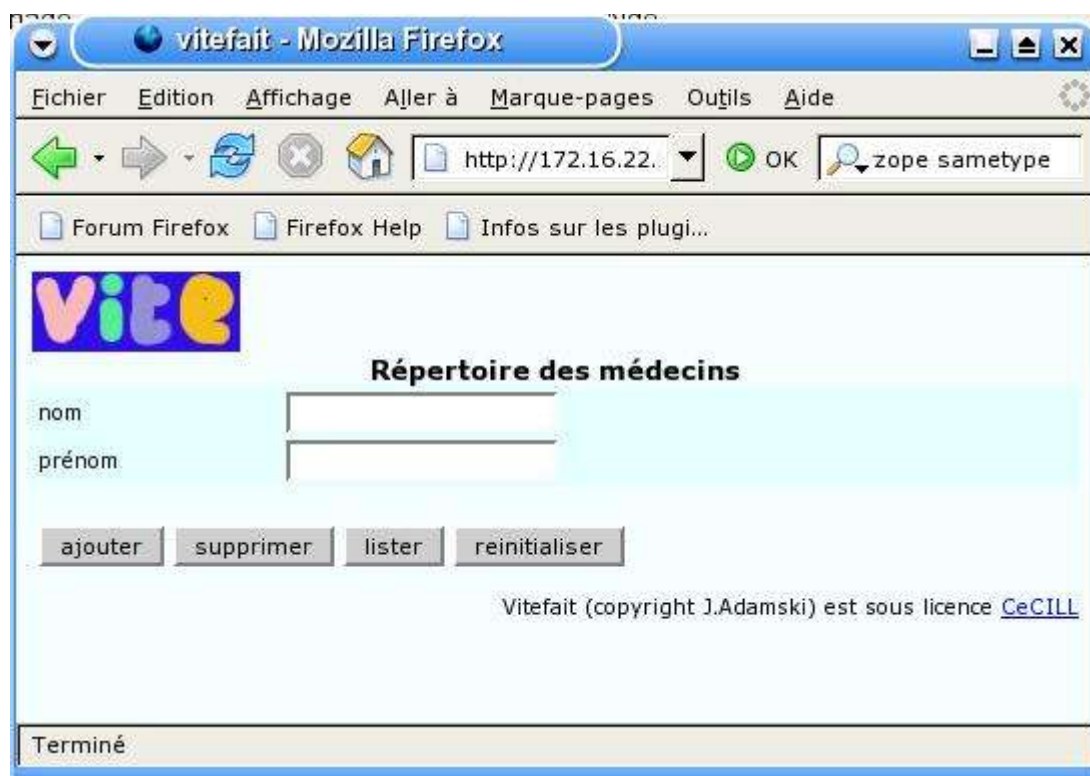 vitefait - Mozilla Firefox
Fichier Edition Affichage Aller à Marque-pages Outils Aide
http://172.16.22. OK zope sametype
Forum Firefox Firefox Help Infos sur les plugi...
vite
Répertoire des médecins
nom
prénom
ajouter supprimer lister reinitialiser
Vitefait (copyright J.Adamski) est sous licence CeCILL
Terminé